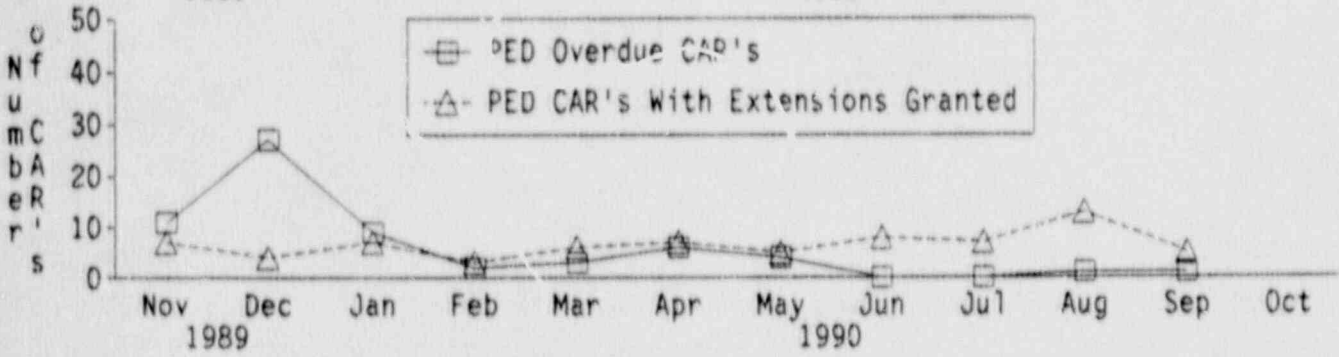 Number of CAR's
50
40
30
20
10
0
PED Overdue CAR's
PED CAR's With Extensions Granted
Nov Dec Jan Feb Mar Apr May Jun Jul Aug Sep Oct
1989 1990